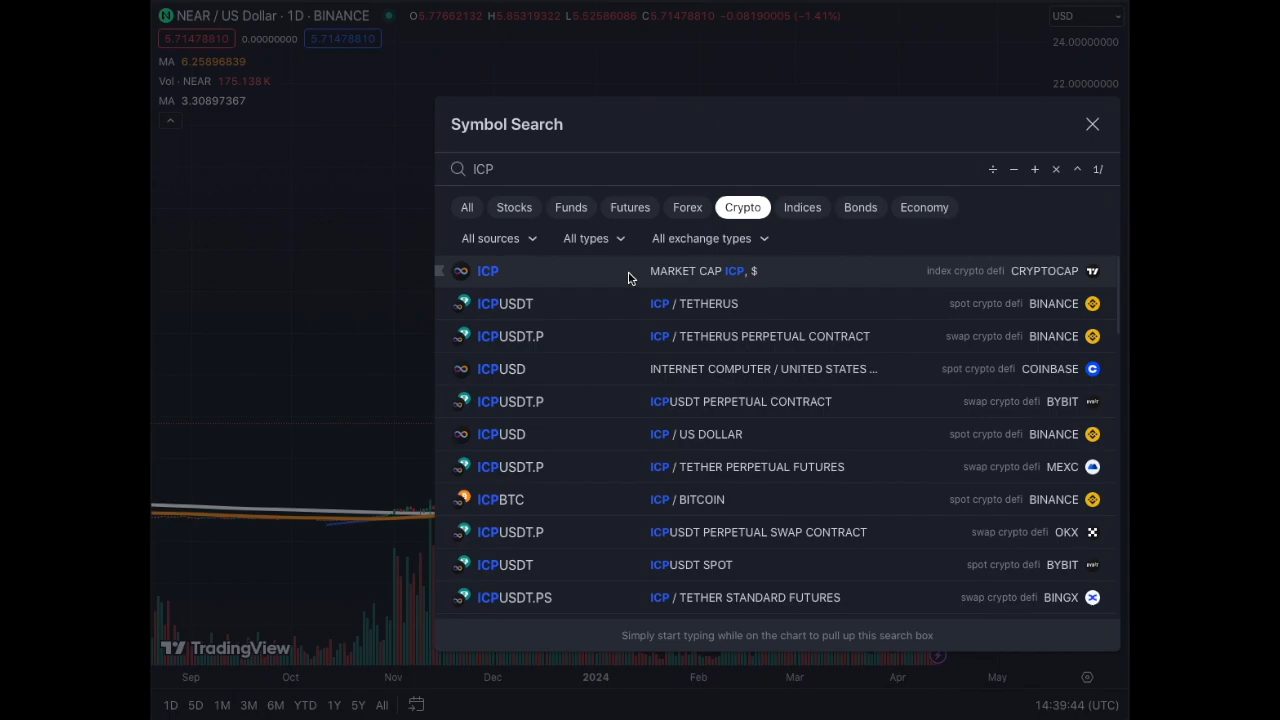 NEAR / US Dollar · 1D · BINANCE O5.77662132 H5.85319322 L5.52586086 C5.71478810 −0.08190005 (−1.41%) USD
5.71478810 0.00000000 5.71478810
24.00000000
MA 6.25896839
Vol · NEAR 175.138K
22.00000000
MA 3.30897367
Symbol Search
ICP ÷ − + × ^ 1/
All Stocks Funds Futures Forex Crypto Indices Bonds Economy
All sources All types All exchange types
ICP MARKET CAP ICP, $ index crypto defi CRYPTOCAP
ICPUSDT ICP / TETHERUS spot crypto defi BINANCE
ICPUSDT.P ICP / TETHERUS PERPETUAL CONTRACT swap crypto defi BINANCE
ICPUSD INTERNET COMPUTER / UNITED STATES ... spot crypto defi COINBASE
ICPUSDT.P ICPUSDT PERPETUAL CONTRACT swap crypto defi BYBIT
ICPUSD ICP / US DOLLAR spot crypto defi BINANCE
ICPUSDT.P ICP / TETHER PERPETUAL FUTURES swap crypto defi MEXC
ICPBTC ICP / BITCOIN spot crypto defi BINANCE
ICPUSDT.P ICPUSDT PERPETUAL SWAP CONTRACT swap crypto defi OKX
ICPUSDT ICPUSDT SPOT spot crypto defi BYBIT
ICPUSDT.PS ICP / TETHER STANDARD FUTURES swap crypto defi BINGX
Simply start typing while on the chart to pull up this search box
TradingView
Sep Oct Nov Dec 2024 Feb Mar Apr May
1D 5D 1M 3M 6M YTD 1Y 5Y All 14:39:44 (UTC)